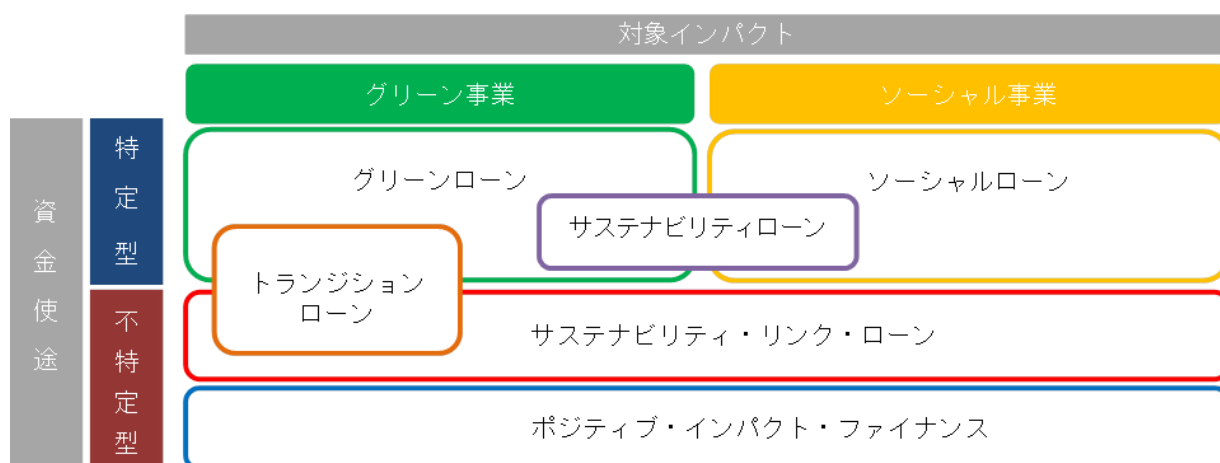 対象インパクト
グリーン事業
ソーシャル事業
資金使途
特定型
グリーンローン
ソーシャルローン
サステナビリティローン
トランジション
ローン
不特定型
サステナビリティ・リンク・ローン
ポジティブ・インパクト・ファイナンス